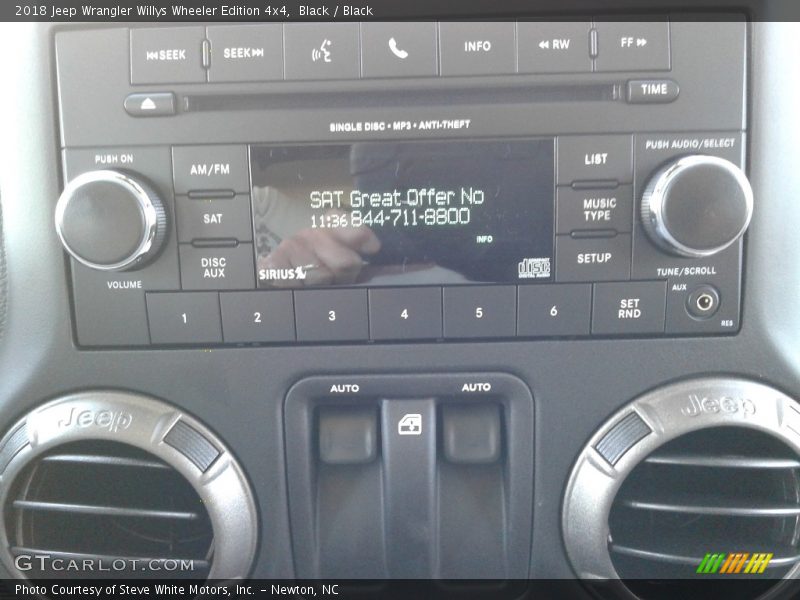 2018 Jeep Wrangler Willys Wheeler Edition 4x4,  Black / Black
SEEK
SEEK
INFO
RW
FF
TIME
SINGLE DISC • MP3 • ANTI-THEFT
PUSH ON
VOLUME
AM/FM
SAT
DISC
AUX
SAT Great Offer No
11:36 844-711-8800
INFO
SIRIUS
disc
LIST
MUSIC
TYPE
SETUP
PUSH AUDIO/SELECT
TUNE/SCROLL
AUX
RES
1
2
3
4
5
6
SET
RND
AUTO
AUTO
Jeep
Jeep
GTCARLOT.COM
Photo Courtesy of Steve White Motors, Inc. – Newton, NC